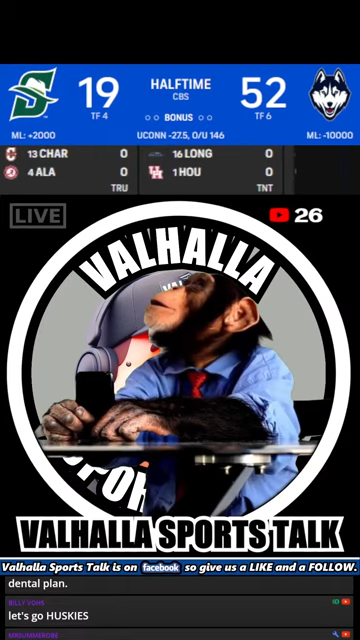 S
19
TF 4
HALFTIME
CBS
BONUS
52
TF 6
ML: +2000
UCONN -27.5, O/U 146
ML: -10000
13 CHAR 0
4 ALA 0
TRU
16 LONG 0
1 HOU 0
TNT
LIVE
26
VALHALLA
SPOR
VALHALLA SPORTS TALK
Valhalla Sports Talk is on facebook so give us a LIKE and a FOLLOW.
dental plan.
BILLY VOHS
let's go HUSKIES